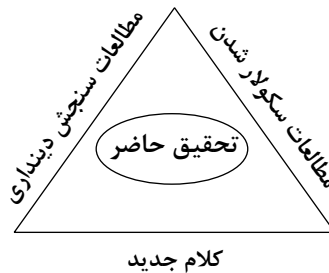 مطالعات سکولار شدن
مطالعات سنجش دینداری
تحقیق حاضر
کلام جدید